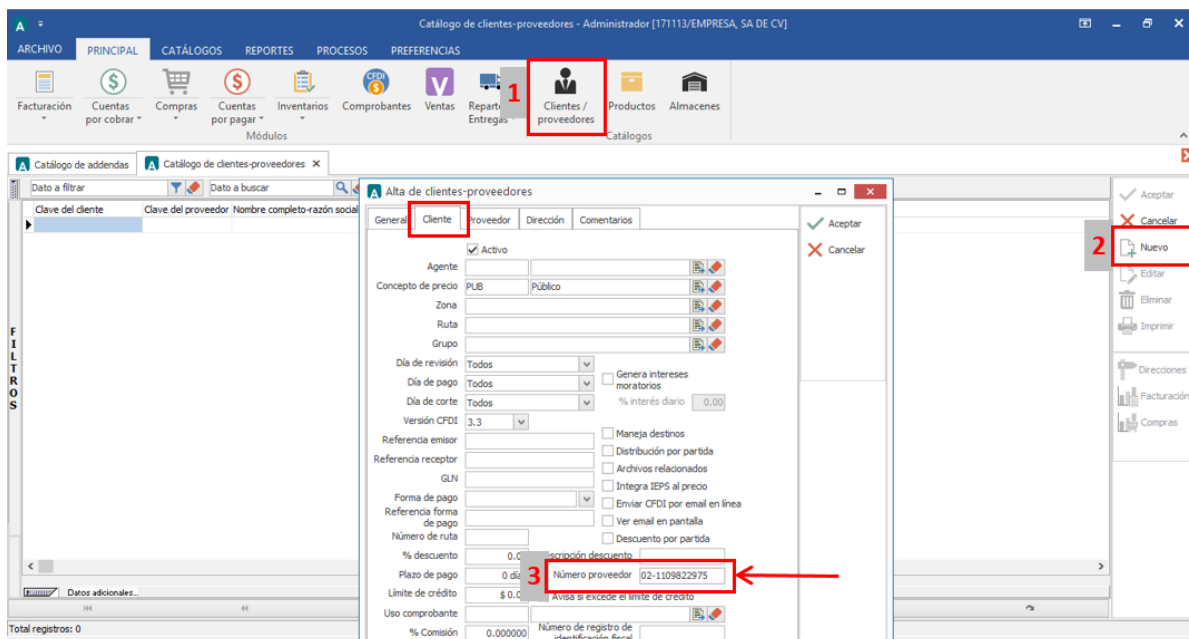 Catálogo de clientes-proveedores - Administrador [171113/EMPRESA, SA DE CV]
ARCHIVO PRINCIPAL CATÁLOGOS REPORTES PROCESOS PREFERENCIAS
Facturación
Cuentas por cobrar
Compras
Cuentas por pagar
Inventarios
Comprobantes
Ventas
Entregas
1
Clientes / proveedores
Productos
Almacenes
Módulos
Catálogos
Catálogo de addendas
Catálogo de clientes-proveedores
Dato a filtrar
Dato a buscar
Clave del cliente
Clave del proveedor
Nombre completo-razón social
FILTROS
Alta de clientes-proveedores
General Cliente Proveedor Dirección Comentarios
Aceptar
Cancelar
Activo
Agente
Concepto de precio PUB Público
Zona
Ruta
Grupo
Día de revisión Todos
Día de pago Todos
Día de corte Todos
Genera intereses moratorios
% interés diario 0.00
Versión CFDI 3.3
Referencia emisor
Referencia receptor
GLN
Forma de pago
Referencia forma de pago
Número de ruta
Maneja destinos
Distribución por partida
Archivos relacionados
Integra IEPS al precio
Enviar CFDI por email en línea
Ver email en pantalla
Descuento por partida
% descuento
descuento
Plazo de pago
3
Número proveedor 02-1109822975
Límite de crédito
Avisa si excede el límite de crédito
Uso comprobante
% Comisión 0.000000
Número de registro de identificación fiscal
Aceptar
Cancelar
2
Nuevo
Editar
Eliminar
Imprimir
Direcciones
Facturación
Compras
Datos adicionales...
Total registros: 0